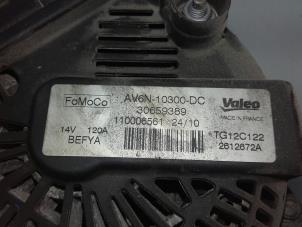 FoMoCo
AV6N-10300-DC
30659389
110006561 24/10
14V 120A
BEFYA
Valeo
MADE IN FRANCE
TG12C122
2612672A